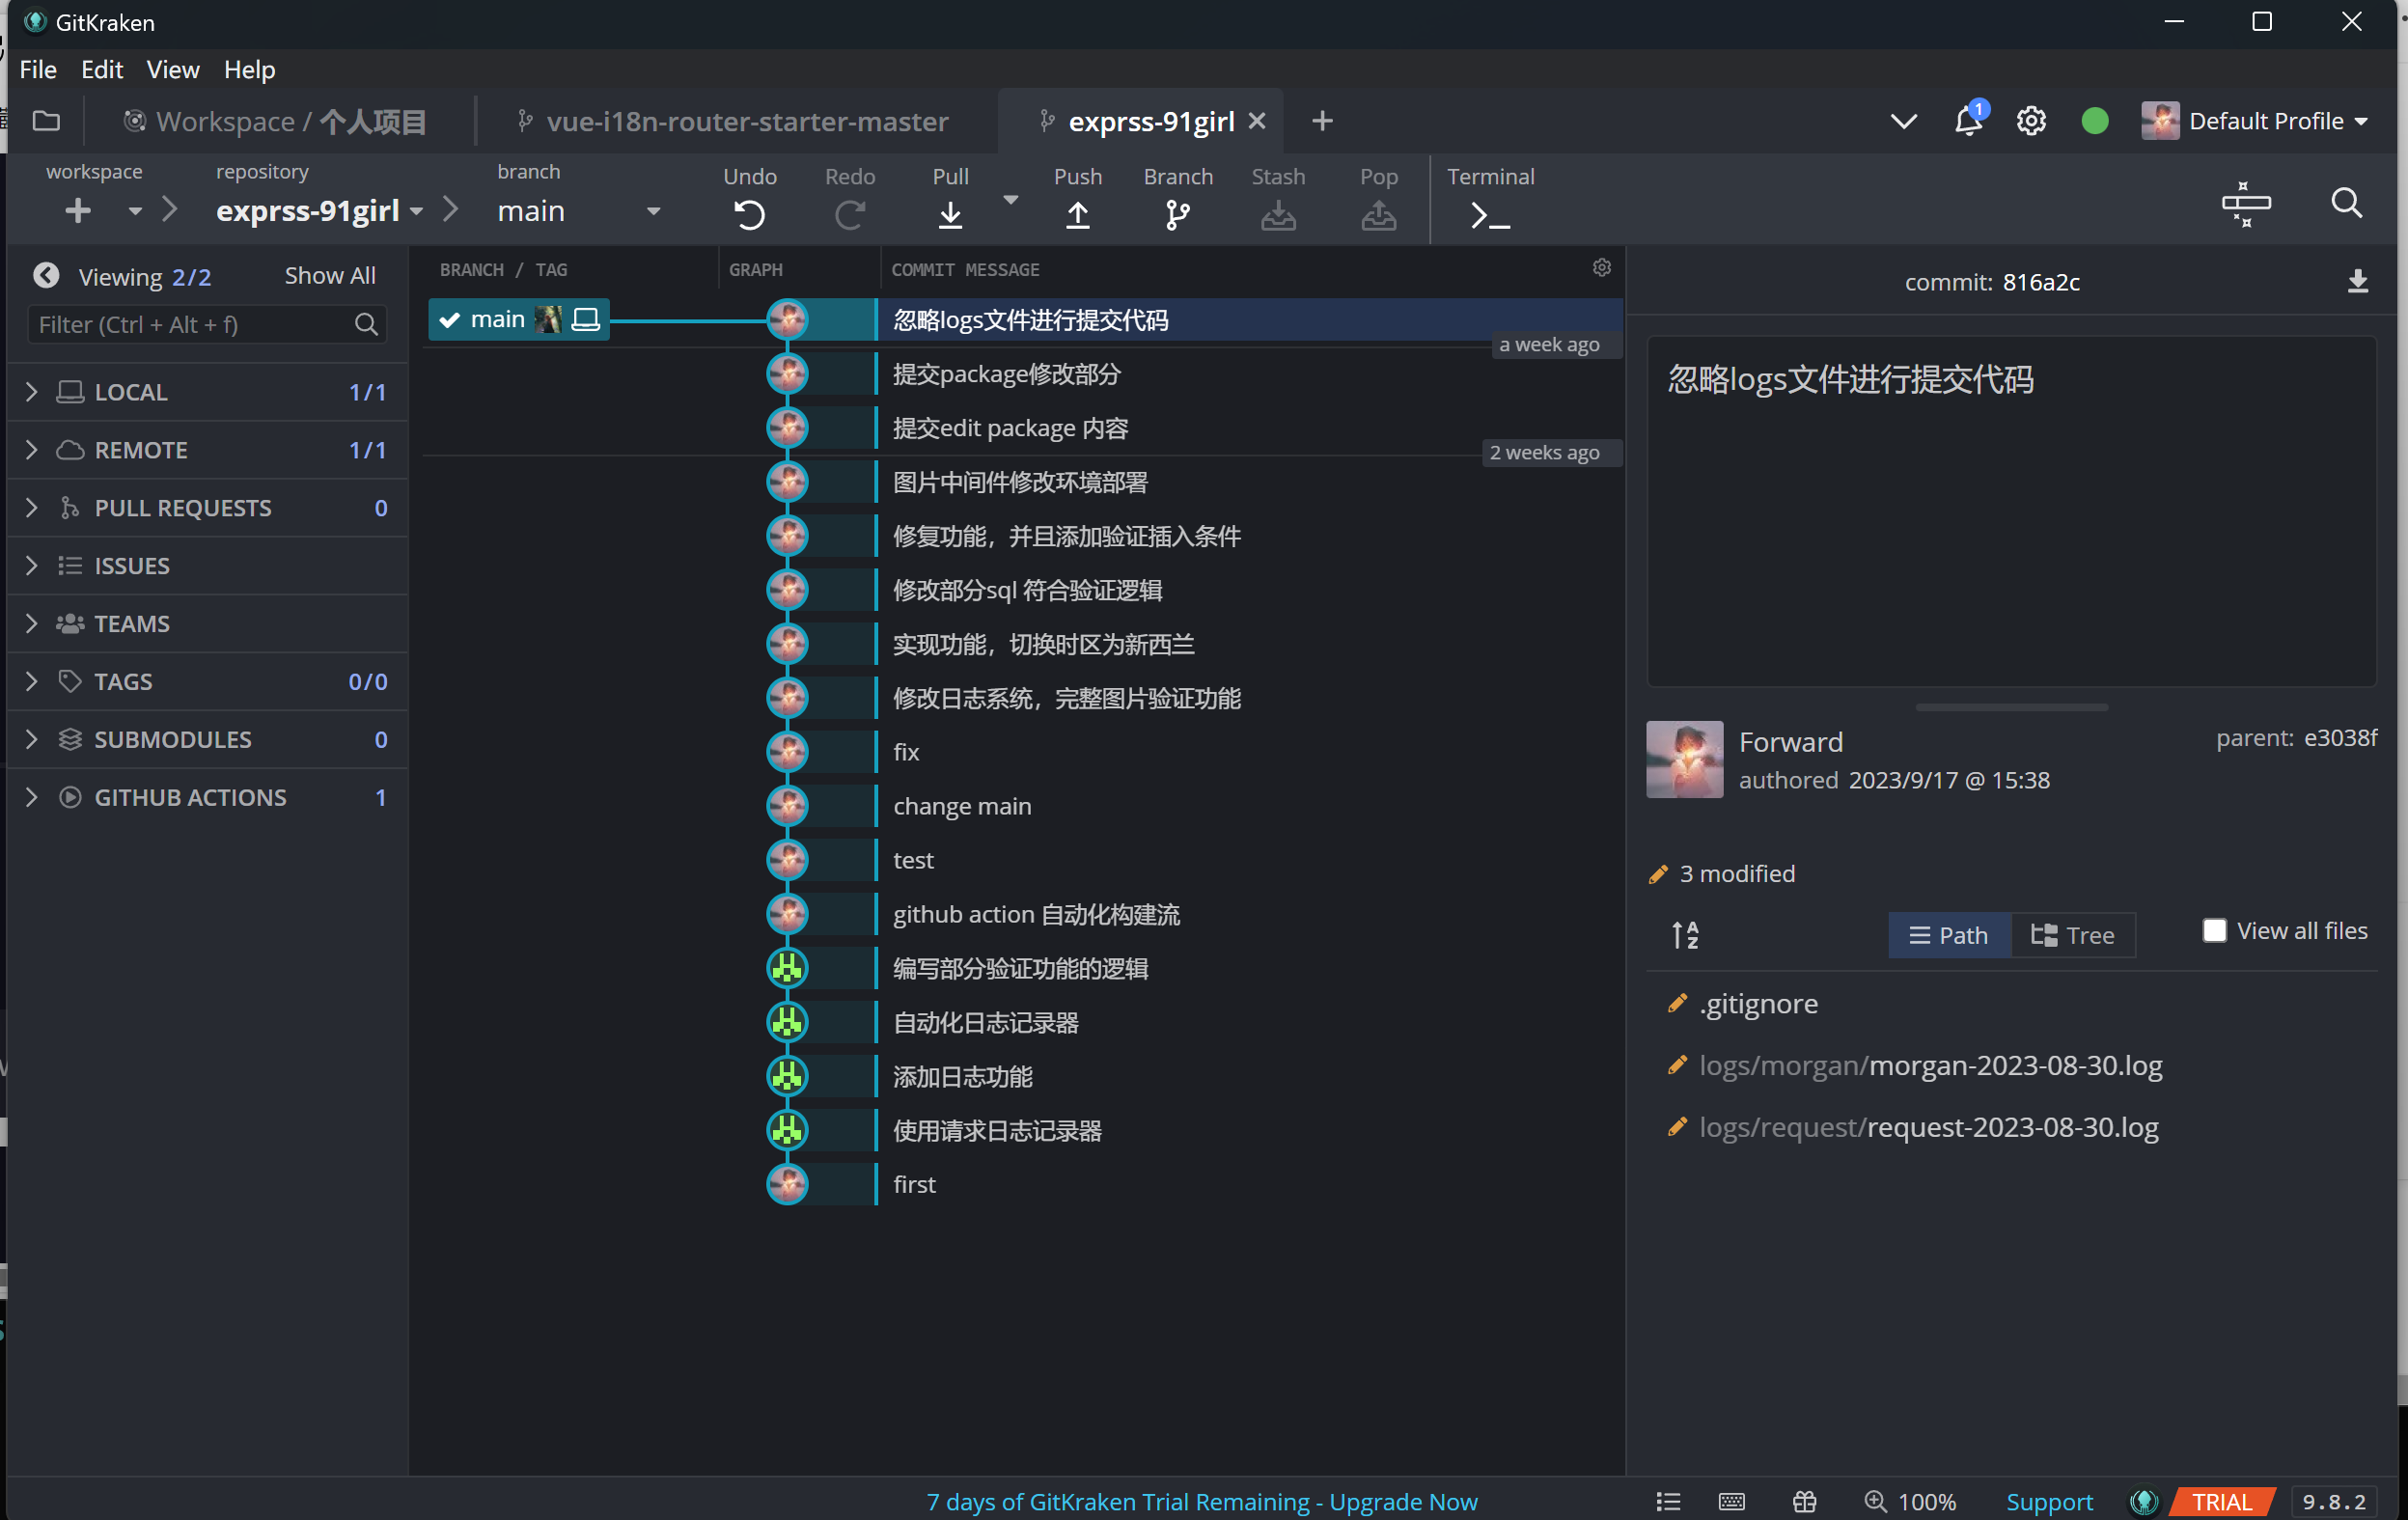 GitKraken
File Edit View Help
Workspace / 个人项目 vue-i18n-router-starter-master exprss-91girl 1 Default Profile
workspace repository branch Undo Redo Pull Push Branch Stash Pop Terminal
exprss-91girl main
Viewing 2/2 Show All
Filter (Ctrl + Alt + f)
LOCAL 1/1
REMOTE 1/1
PULL REQUESTS 0
ISSUES
TEAMS
TAGS 0/0
SUBMODULES 0
GITHUB ACTIONS 1
BRANCH / TAG GRAPH COMMIT MESSAGE
main 忽略logs文件进行提交代码
a week ago
提交package修改部分
提交edit package 内容
2 weeks ago
图片中间件修改环境部署
修复功能，并且添加验证插入条件
修改部分sql 符合验证逻辑
实现功能，切换时区为新西兰
修改日志系统，完整图片验证功能
fix
change main
test
github action 自动化构建流
编写部分验证功能的逻辑
自动化日志记录器
添加日志功能
使用请求日志记录器
first
commit: 816a2c
忽略logs文件进行提交代码
Forward parent: e3038f
authored 2023/9/17 @ 15:38
3 modified
A Z Path Tree View all files
.gitignore
logs/morgan/morgan-2023-08-30.log
logs/request/request-2023-08-30.log
7 days of GitKraken Trial Remaining - Upgrade Now 100% Support TRIAL 9.8.2